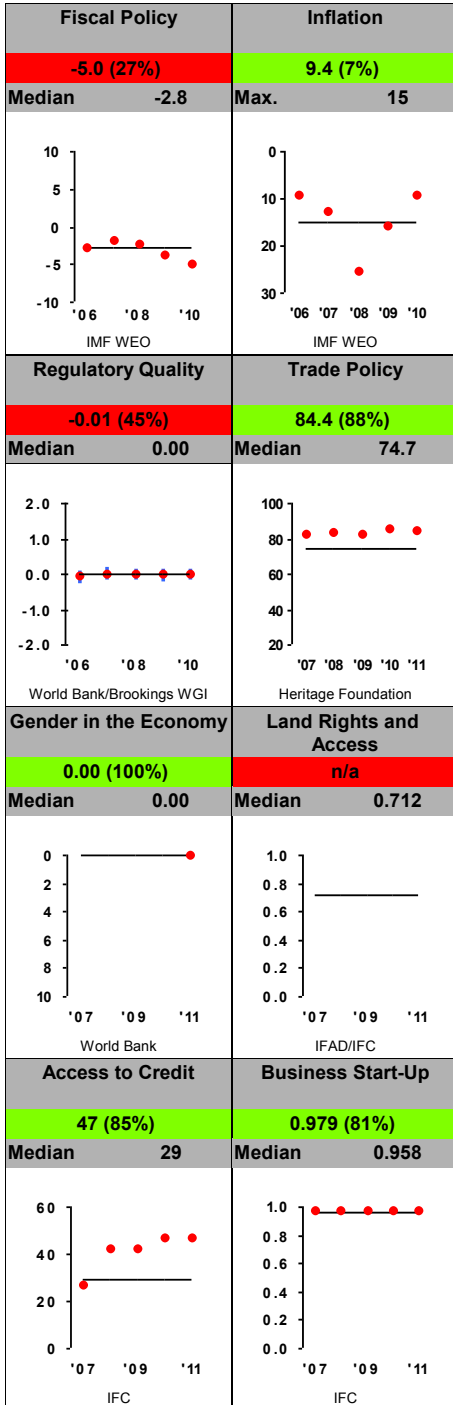 Fiscal Policy
-5.0 (27%)
Median -2.8
10
5
0
-5
-10
'06 '08 '10
IMF WEO
Inflation
9.4 (7%)
Max. 15
0
10
20
30
'06 '07 '08 '09 '10
IMF WEO
Regulatory Quality
-0.01 (45%)
Median 0.00
2.0
1.0
0.0
-1.0
-2.0
'06 '08 '10
World Bank/Brookings WGI
Trade Policy
84.4 (88%)
Median 74.7
100
80
60
40
20
'07 '08 '09 '10 '11
Heritage Foundation
Gender in the Economy
0.00 (100%)
Median 0.00
0
2
4
6
8
10
'07 '09 '11
World Bank
Land Rights and
Access
n/a
Median 0.712
1.0
0.8
0.6
0.4
0.2
0.0
'07 '09 '11
IFAD/IFC
Access to Credit
47 (85%)
Median 29
60
40
20
0
'07 '09 '11
IFC
Business Start-Up
0.979 (81%)
Median 0.958
1.0
0.8
0.6
0.4
0.2
0.0
'07 '09 '11
IFC